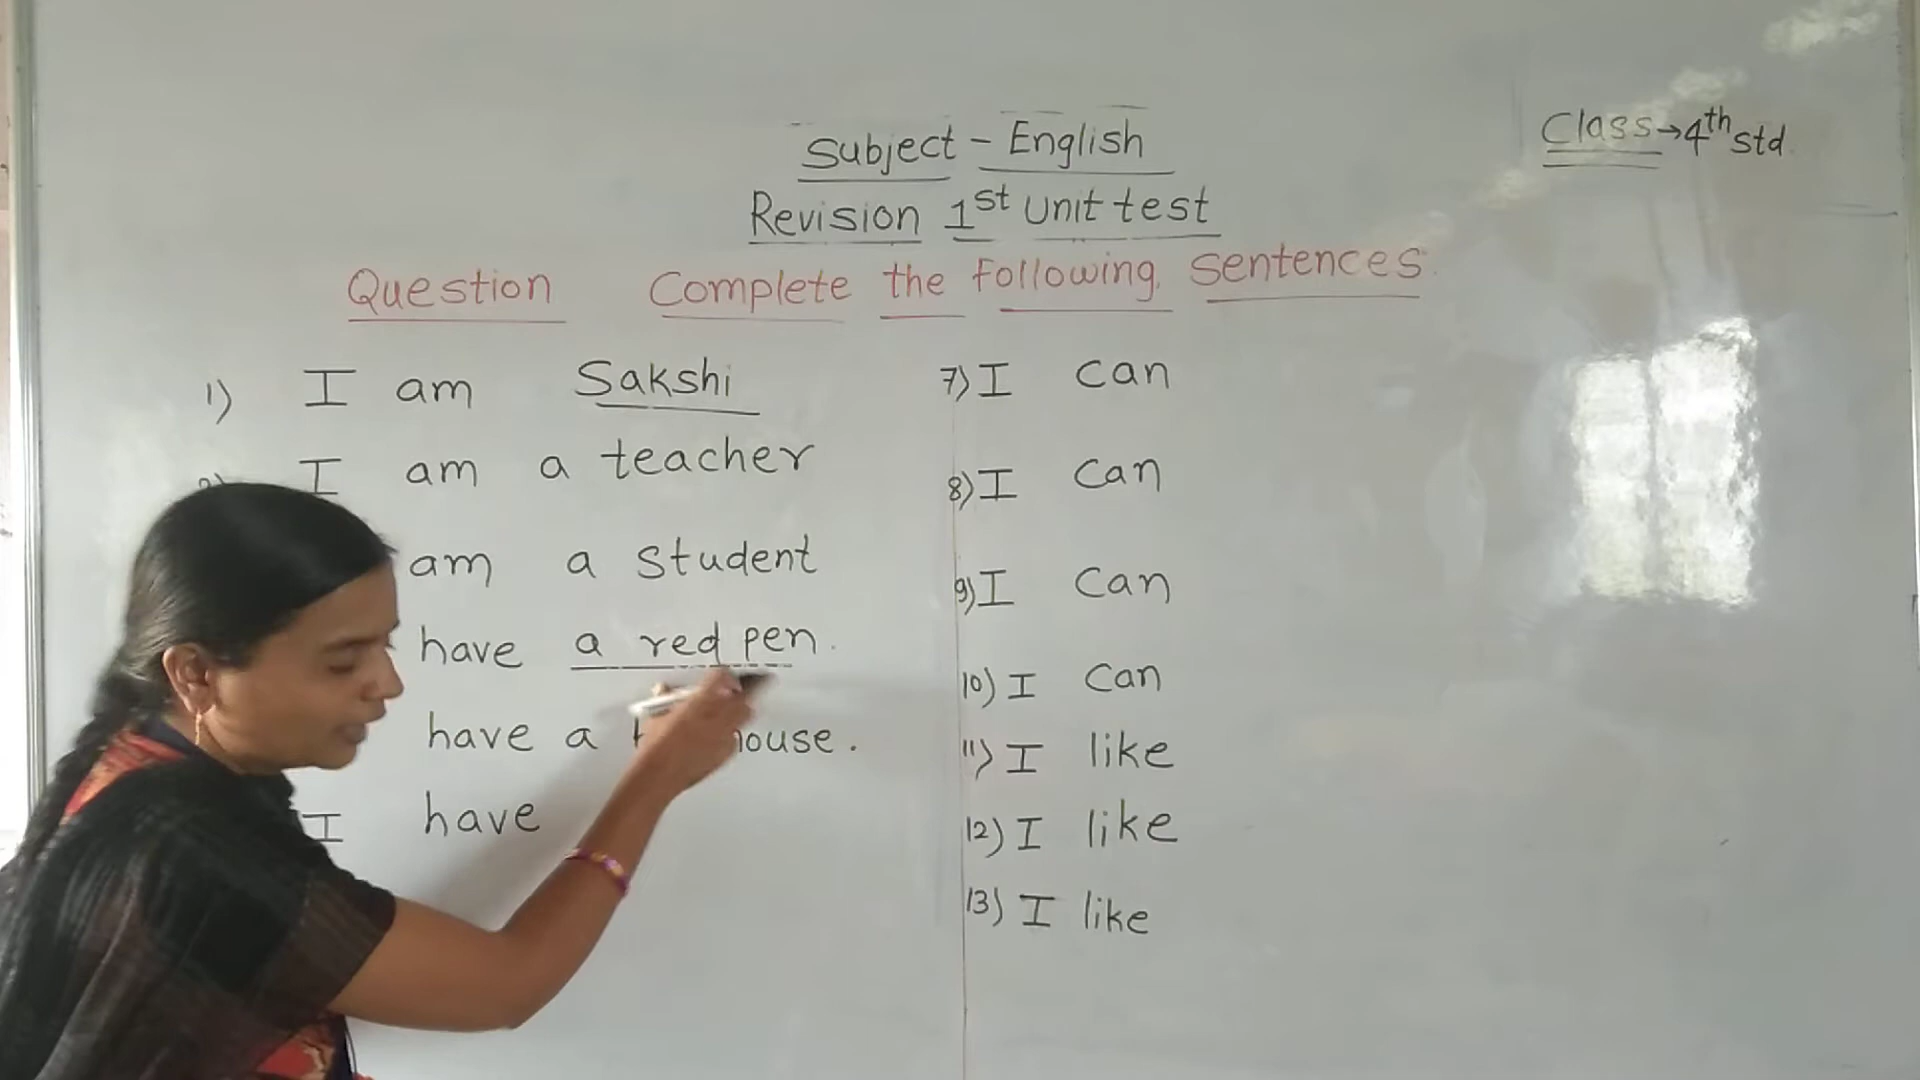 Subject - English
Class → 4th std.
Revision 1st Unit test
Question Complete the following sentences.
1) I am Sakshi
I am a teacher
am a student
have a red pen.
have a house.
I have
7) I can
8) I can
9) I can
10) I can
11) I like
12) I like
13) I like